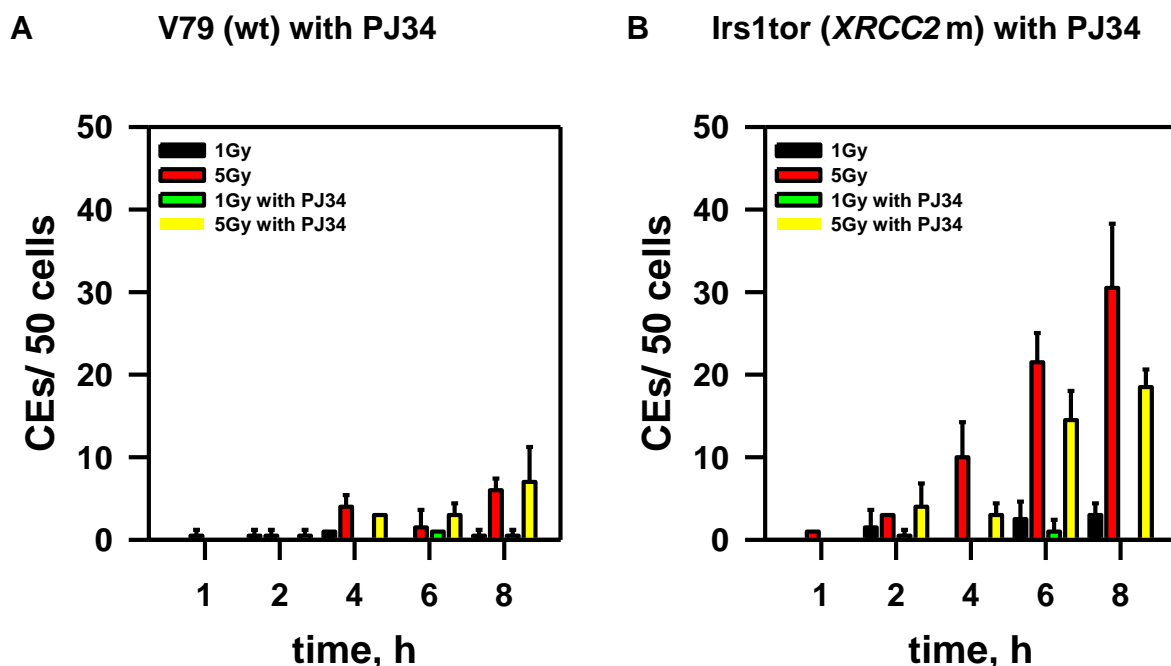 A V79 (wt) with PJ34
50
40
30
20
10
0
CEs/ 50 cells
1Gy
5Gy
1Gy with PJ34
5Gy with PJ34
1 2 4 6 8
time, h
B Irs1tor (XRCC2 m) with PJ34
50
40
30
20
10
0
CEs/ 50 cells
1Gy
5Gy
1Gy with PJ34
5Gy with PJ34
1 2 4 6 8
time, h